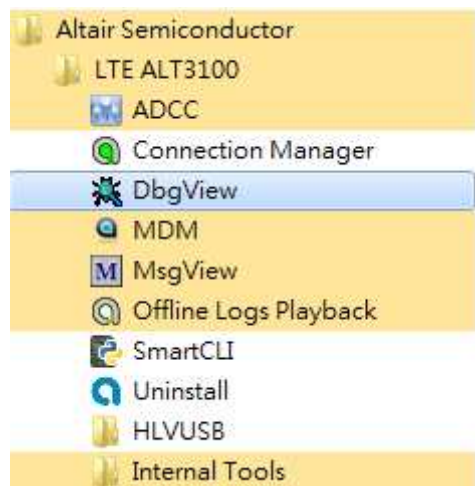 Altair Semiconductor
LTE ALT3100
ADCC
Connection Manager
DbgView
MDM
MsgView
Offline Logs Playback
SmartCLI
Uninstall
HLVUSB
Internal Tools